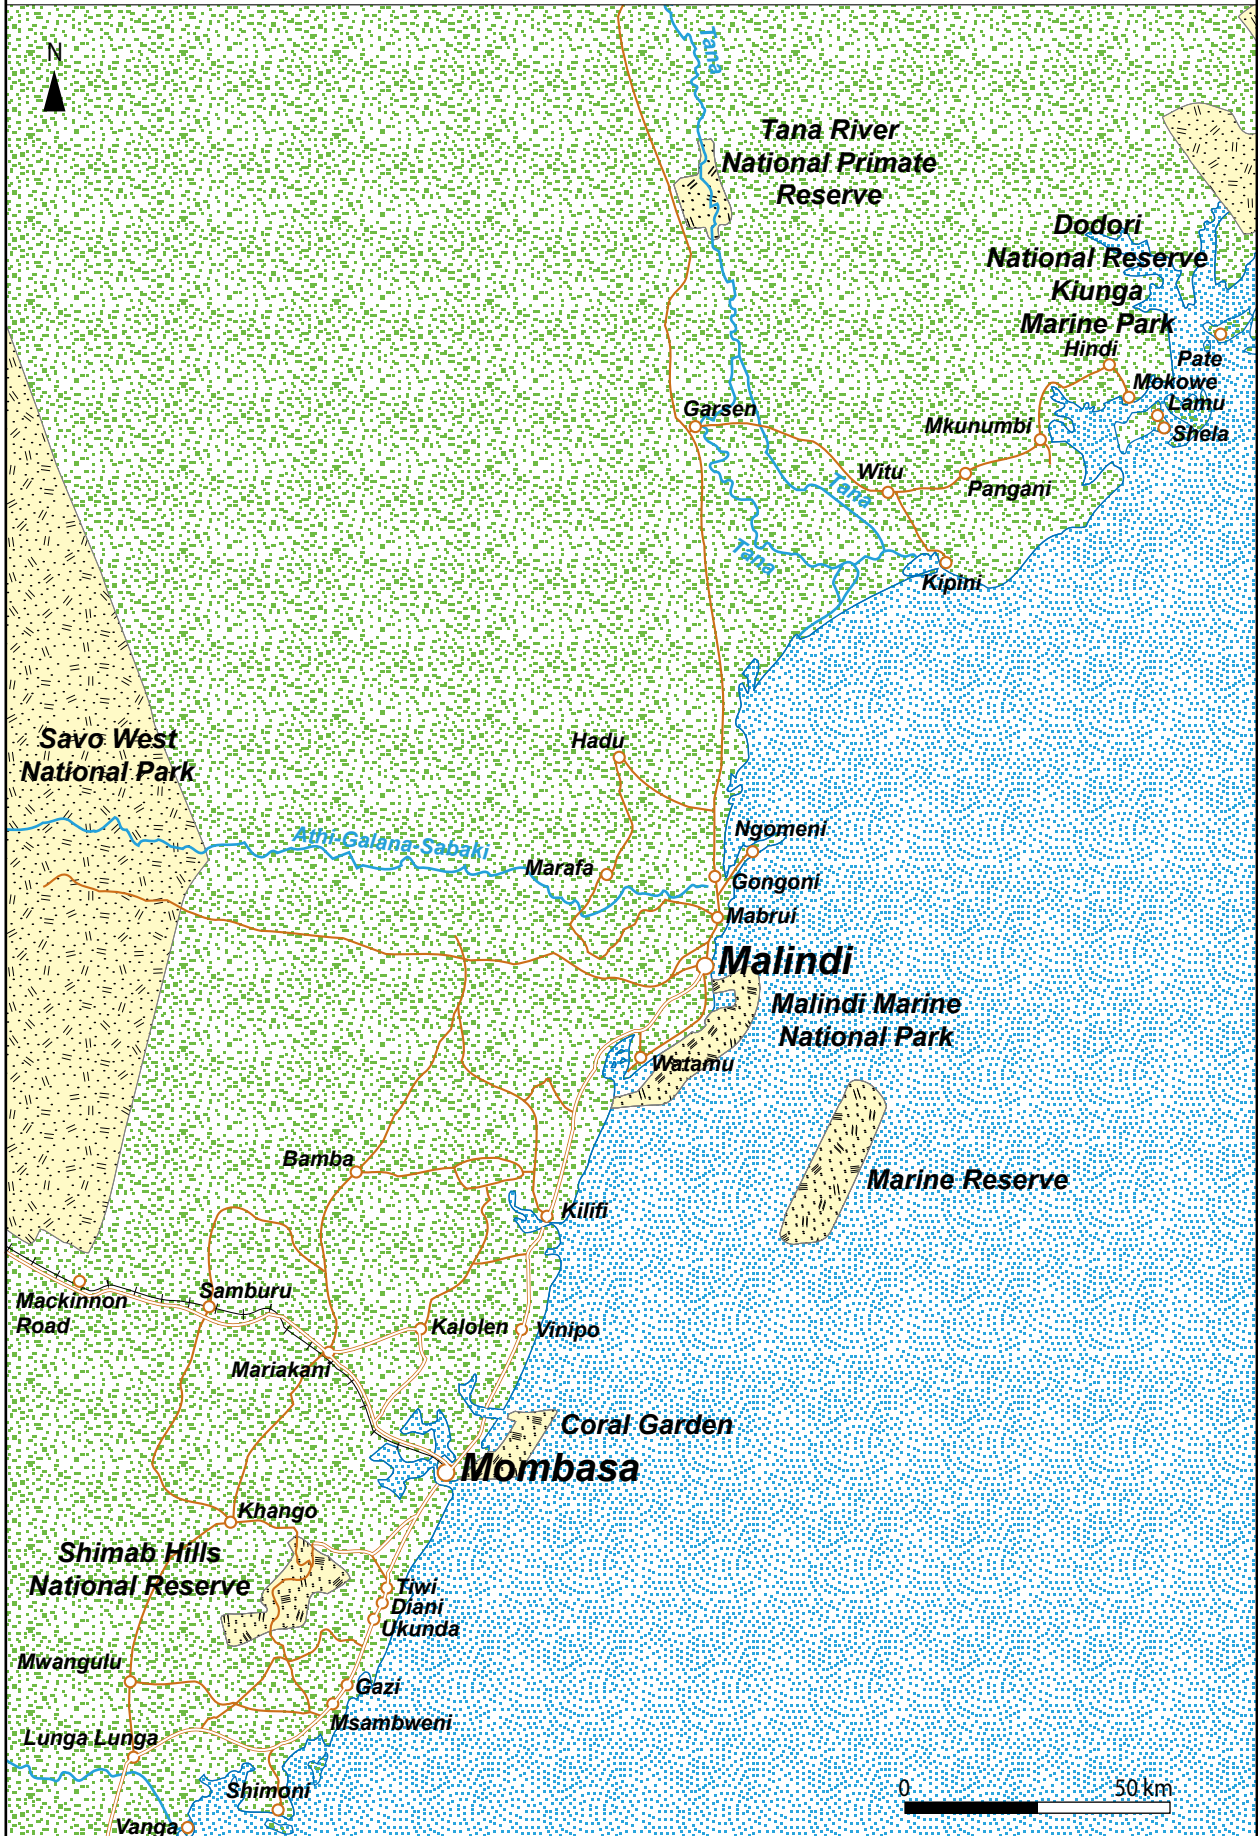 N
Tana
Tana River
National Primate
Reserve
Dodori
National Reserve
Kiunga
Marine Park
Hindi
Pate
Mokowe
Lamu
Garsen
Mkunumbi
Shela
Witu
Pangani
Tana
Tana
Kipini
Savo West
National Park
Hadu
Ngomeni
Athi-Galana-Sabaki
Marafa
Gongoni
Mabrui
Malindi
Malindi Marine
National Park
Watamu
Bamba
Marine Reserve
Kilifi
Mackinnon
Road
Samburu
Kalolen
Vinipo
Mariakani
Coral Garden
Mombasa
Khango
Shimab Hills
National Reserve
Tiwi
Diani
Ukunda
Mwangulu
Gazi
Msambweni
Lunga Lunga
Shimoni
0 50 km
Vanga